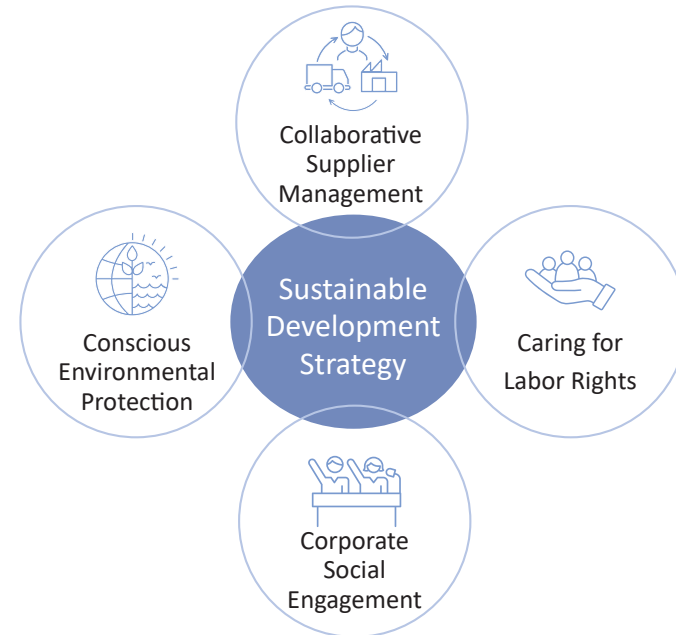 Collaborative
Supplier
Management
Sustainable
Development
Strategy
Conscious
Environmental
Protection
Caring for
Labor Rights
Corporate
Social
Engagement